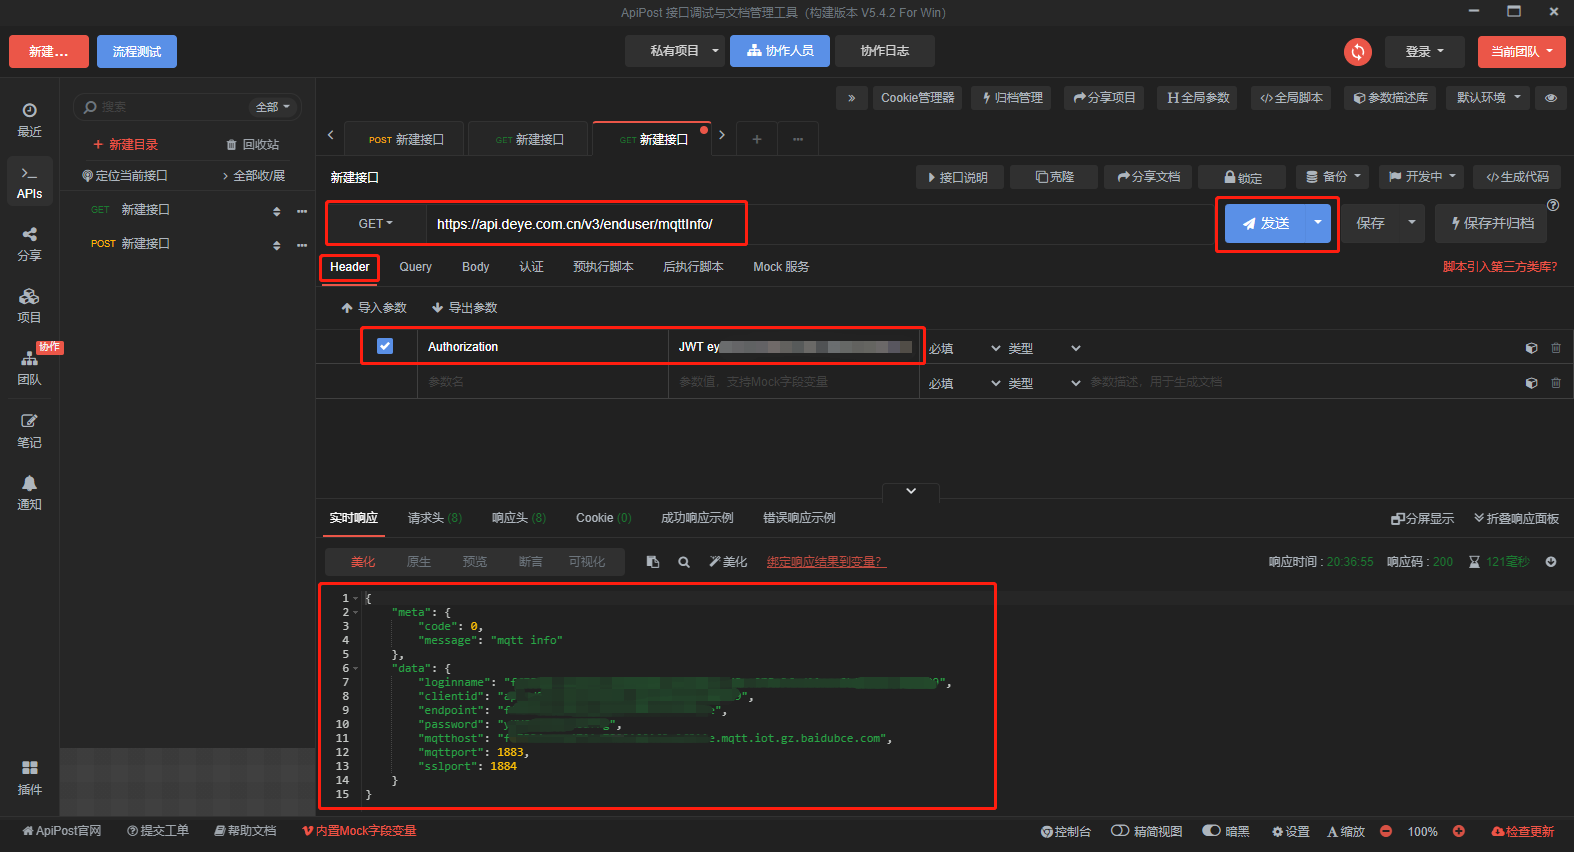 ApiPost 接口调试与文档管理工具（构建版本 V5.4.2 For Win）
新建... 流程测试 私有项目 协作人员 协作日志 登录 当前团队
搜索 全部
» Cookie管理器 归档管理 分享项目 全局参数 全局脚本 参数描述库 默认环境
最近
新建目录 回收站
POST 新建接口 GET 新建接口 GET 新建接口 + ...
定位当前接口 全部收/展
新建接口 接口说明 克隆 分享文档 锁定 备份 开发中 生成代码
APIs
GET 新建接口
POST 新建接口
GET https://api.deye.com.cn/v3/enduser/mqttInfo/ 发送 保存 保存并归档
分享
Header Query Body 认证 预执行脚本 后执行脚本 Mock 服务 脚本引入第三方类库?
项目
导入参数 导出参数
协作
团队
Authorization JWT ey 必填 类型
参数名 参数值，支持Mock字段变量 必填 类型 参数描述，用于生成文档
笔记
通知
实时响应 请求头 (8) 响应头 (8) Cookie (0) 成功响应示例 错误响应示例 分屏显示 折叠响应面板
美化 原生 预览 断言 可视化 美化 绑定响应结果到变量? 响应时间 : 20:36:55 响应码 : 200 121毫秒
1 {
2 "meta": {
3 "code": 0,
4 "message": "mqtt info"
5 },
6 "data": {
7 "loginname": "f 9",
8 "clientid": "a 9",
9 "endpoint": "f e",
10 "password": "y g",
11 "mqtthost": "f e.mqtt.iot.gz.baidubce.com",
12 "mqttport": 1883,
13 "sslport": 1884
14 }
15 }
插件
ApiPost官网 提交工单 帮助文档 内置Mock字段变量 控制台 精简视图 暗黑 设置 缩放 100% 检查更新